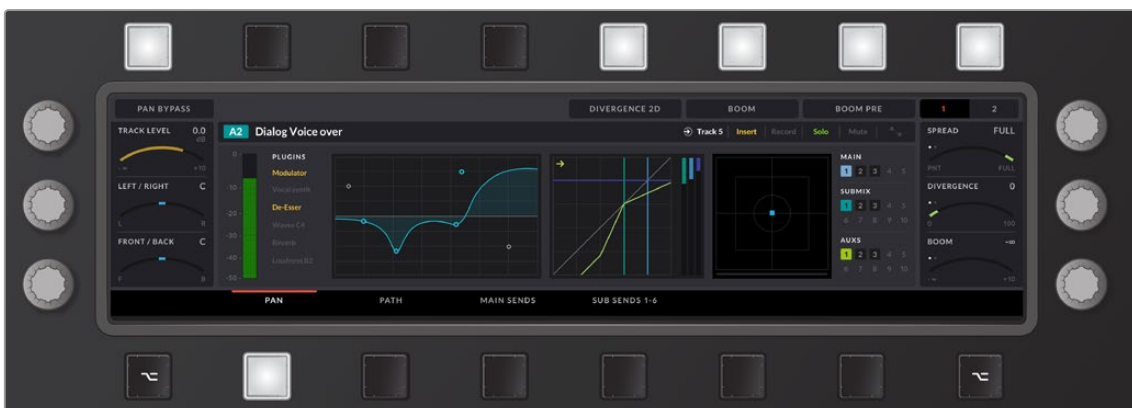 PAN BYPASS
DIVERGENCE 2D
BOOM
BOOM PRE
1
2
TRACK LEVEL 0.0
dB
-∞ +10
LEFT / RIGHT C
L R
FRONT / BACK C
F B
A2 Dialog Voice over
Track 5 Insert Record Solo Mute
0
-10
-20
-30
-40
-50
PLUGINS
Modulator
Vocalsynth
De-Esser
Waves C4
Reverb
Loudness R2
MAIN
1 2 3 4 5
SUBMIX
1 2 3 4 5
6 7 8 9 10
AUXS
1 2 3 4 5
6 7 8 9 10
SPREAD FULL
PNT FULL
DIVERGENCE 0
0 100
BOOM -∞
-∞ +10
PAN
PATH
MAIN SENDS
SUB SENDS 1-6